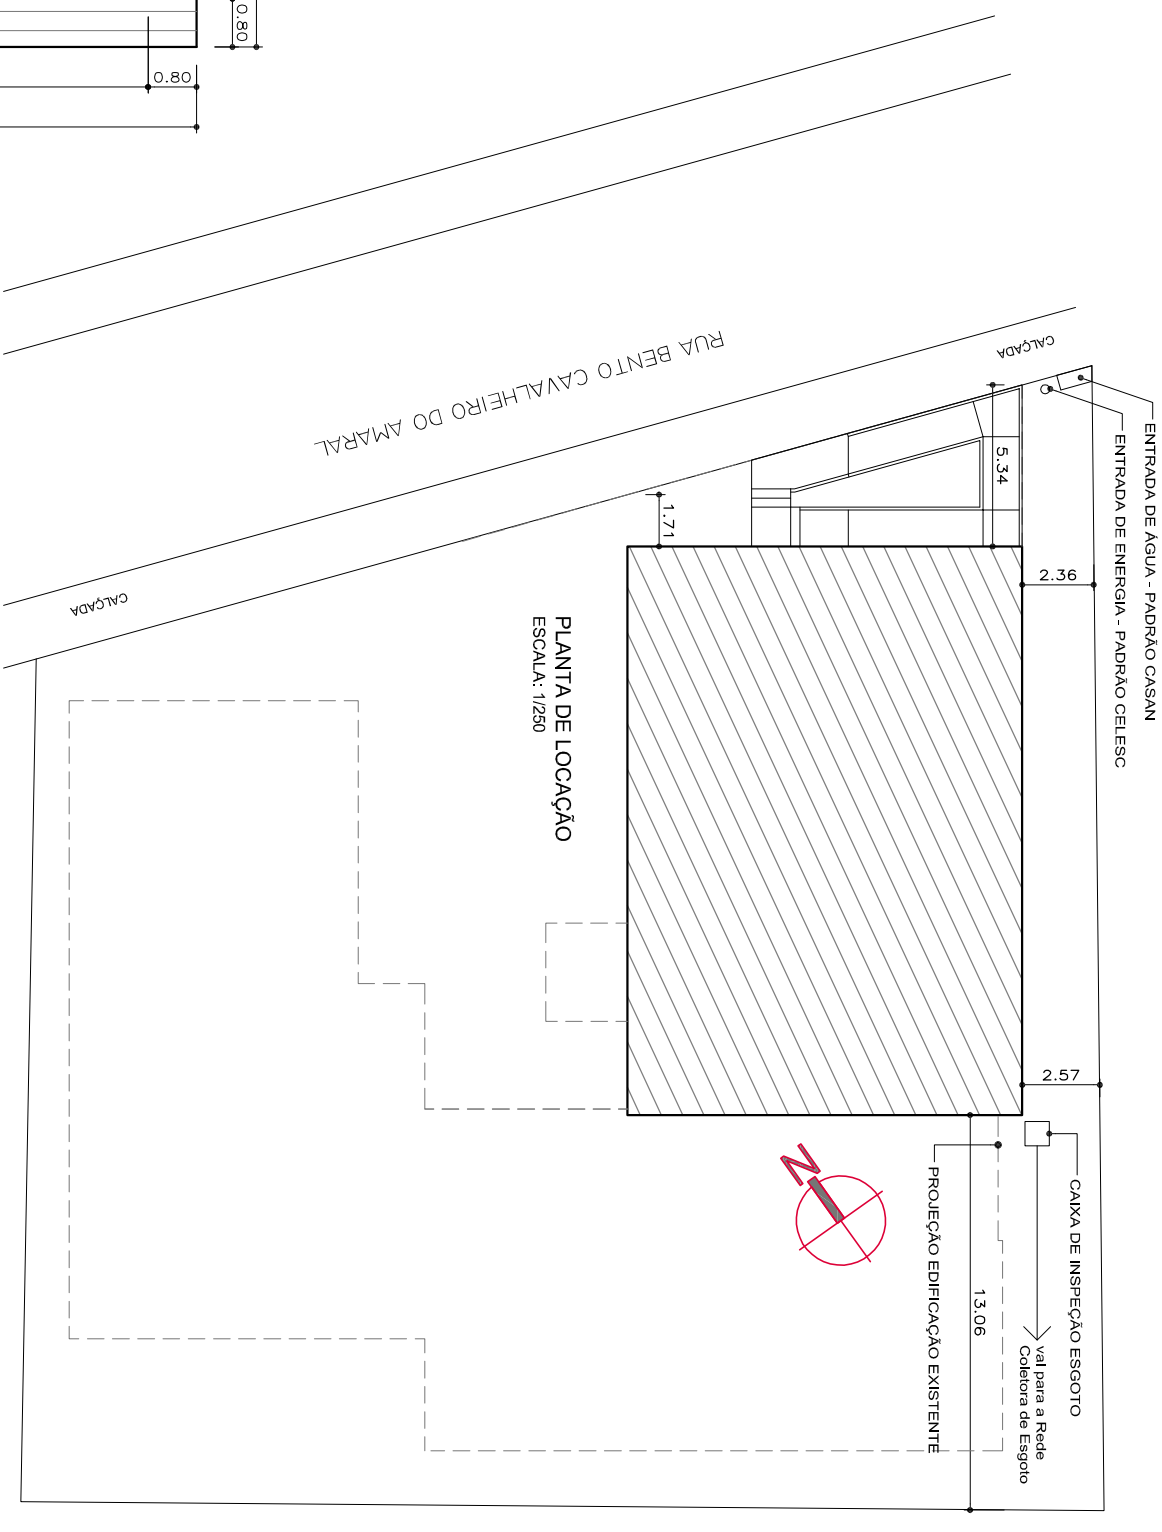 0.80
0.80
RUA BENTO CAVALHEIRO DO AMARAL
CALÇADA
CALÇADA
ENTRADA DE ÁGUA - PADRÃO CASAN
ENTRADA DE ENERGIA - PADRÃO CELESC
5.34
1.71
2.36
PLANTA DE LOCAÇÃO
ESCALA: 1/250
2.57
N
CAIXA DE INSPEÇÃO ESGOTO
vai para a Rede
Coletora de Esgoto
13.06
PROJEÇÃO EDIFICAÇÃO EXISTENTE